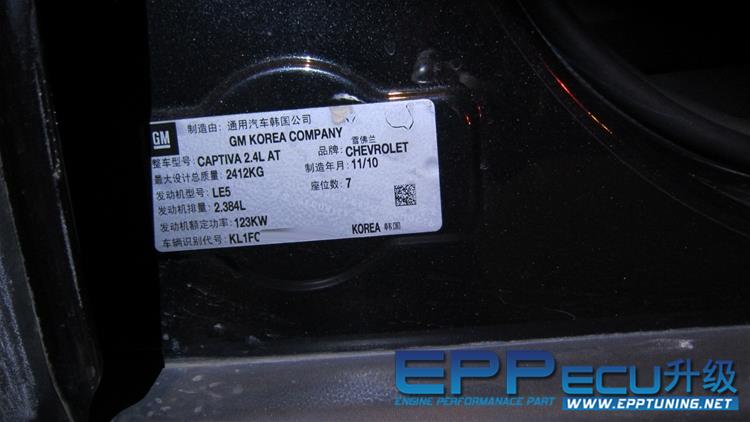 GM
制造由: 通用汽车韩国公司
GM KOREA COMPANY
整车型号: CAPTIVA 2.4L AT
品牌: 雪佛兰 CHEVROLET
最大设计总质量: 2412KG
制造年月: 11/10
发动机型号: LE5
座位数: 7
发动机排量: 2.384L
发动机额定功率: 123KW
车辆识别代号: KL1FC
KOREA 韩国
EPP ECU升级
ENGINE PERFORMANACE PART
WWW.EPPTUNING.NET